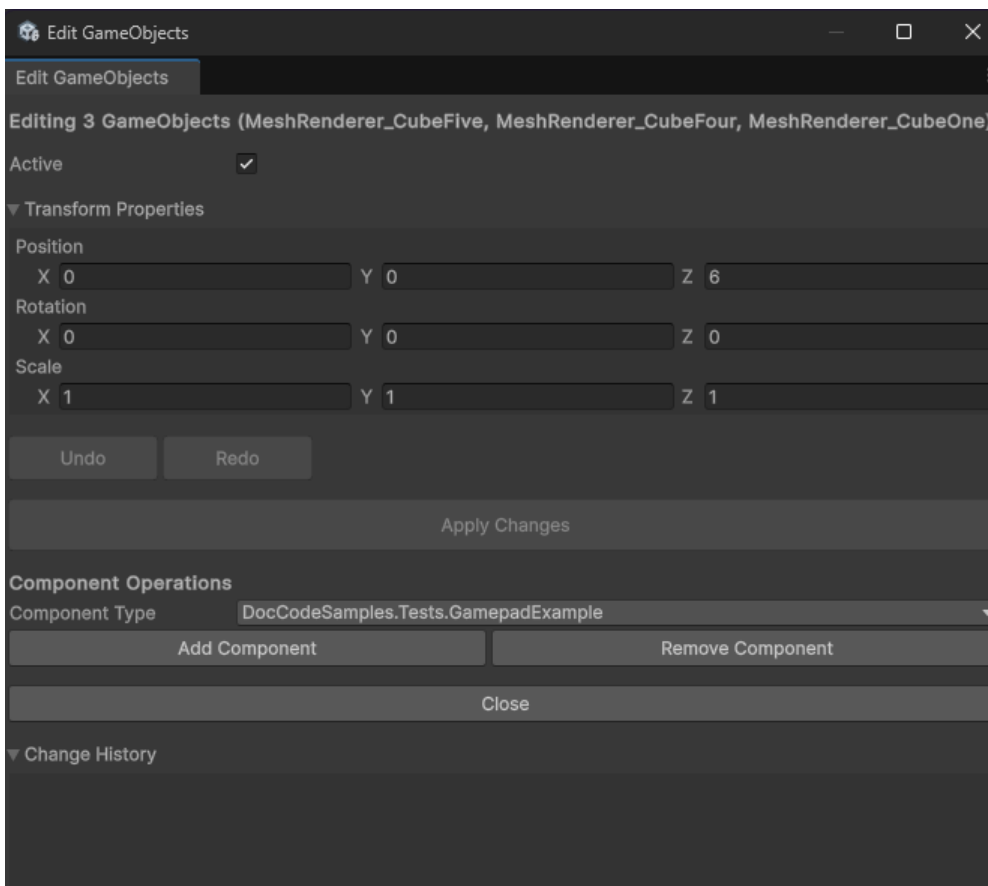 Edit GameObjects
Edit GameObjects
Editing 3 GameObjects (MeshRenderer_CubeFive, MeshRenderer_CubeFour, MeshRenderer_CubeOne)
Active
Transform Properties
Position
X 0 Y 0 Z 6
Rotation
X 0 Y 0 Z 0
Scale
X 1 Y 1 Z 1
Undo Redo
Apply Changes
Component Operations
Component Type DocCodeSamples.Tests.GamepadExample
Add Component Remove Component
Close
Change History